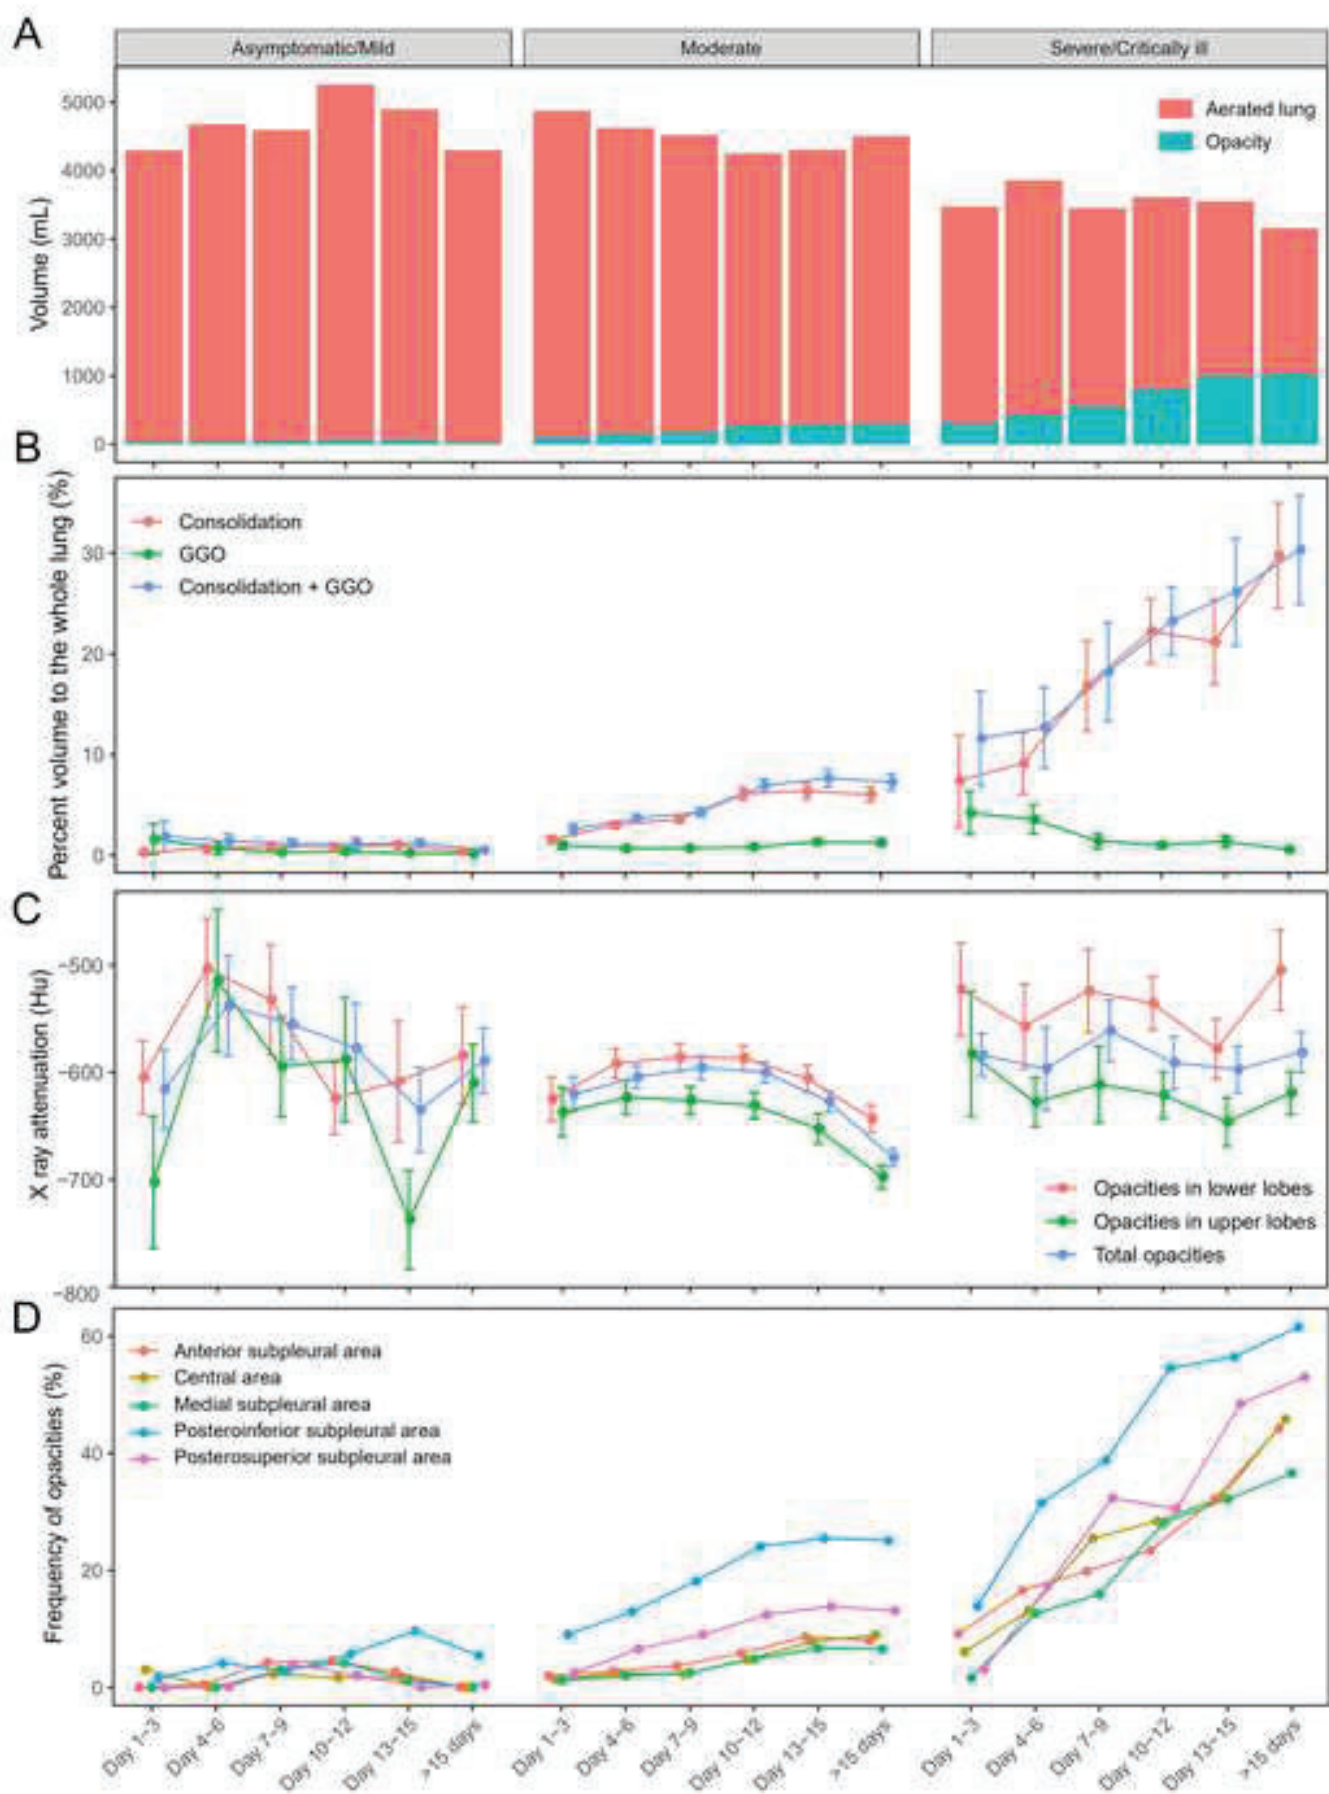 A
Asymptomatic/Mild
Moderate
Severe/Critically ill
Volume (mL)
5000
4000
3000
2000
1000
0
Aerated lung
Opacity
B
Percent volume to the whole lung (%)
30
20
10
0
Consolidation
GGO
Consolidation + GGO
C
X ray attenuation (Hu)
−500
−600
−700
−800
Opacities in lower lobes
Opacities in upper lobes
Total opacities
D
Frequency of opacities (%)
60
40
20
0
Anterior subpleural area
Central area
Medial subpleural area
Posteroinferior subpleural area
Posterosuperior subpleural area
Day 1−3
Day 4−6
Day 7−9
Day 10−12
Day 13−15
>15 days
Day 1−3
Day 4−6
Day 7−9
Day 10−12
Day 13−15
>15 days
Day 1−3
Day 4−6
Day 7−9
Day 10−12
Day 13−15
>15 days